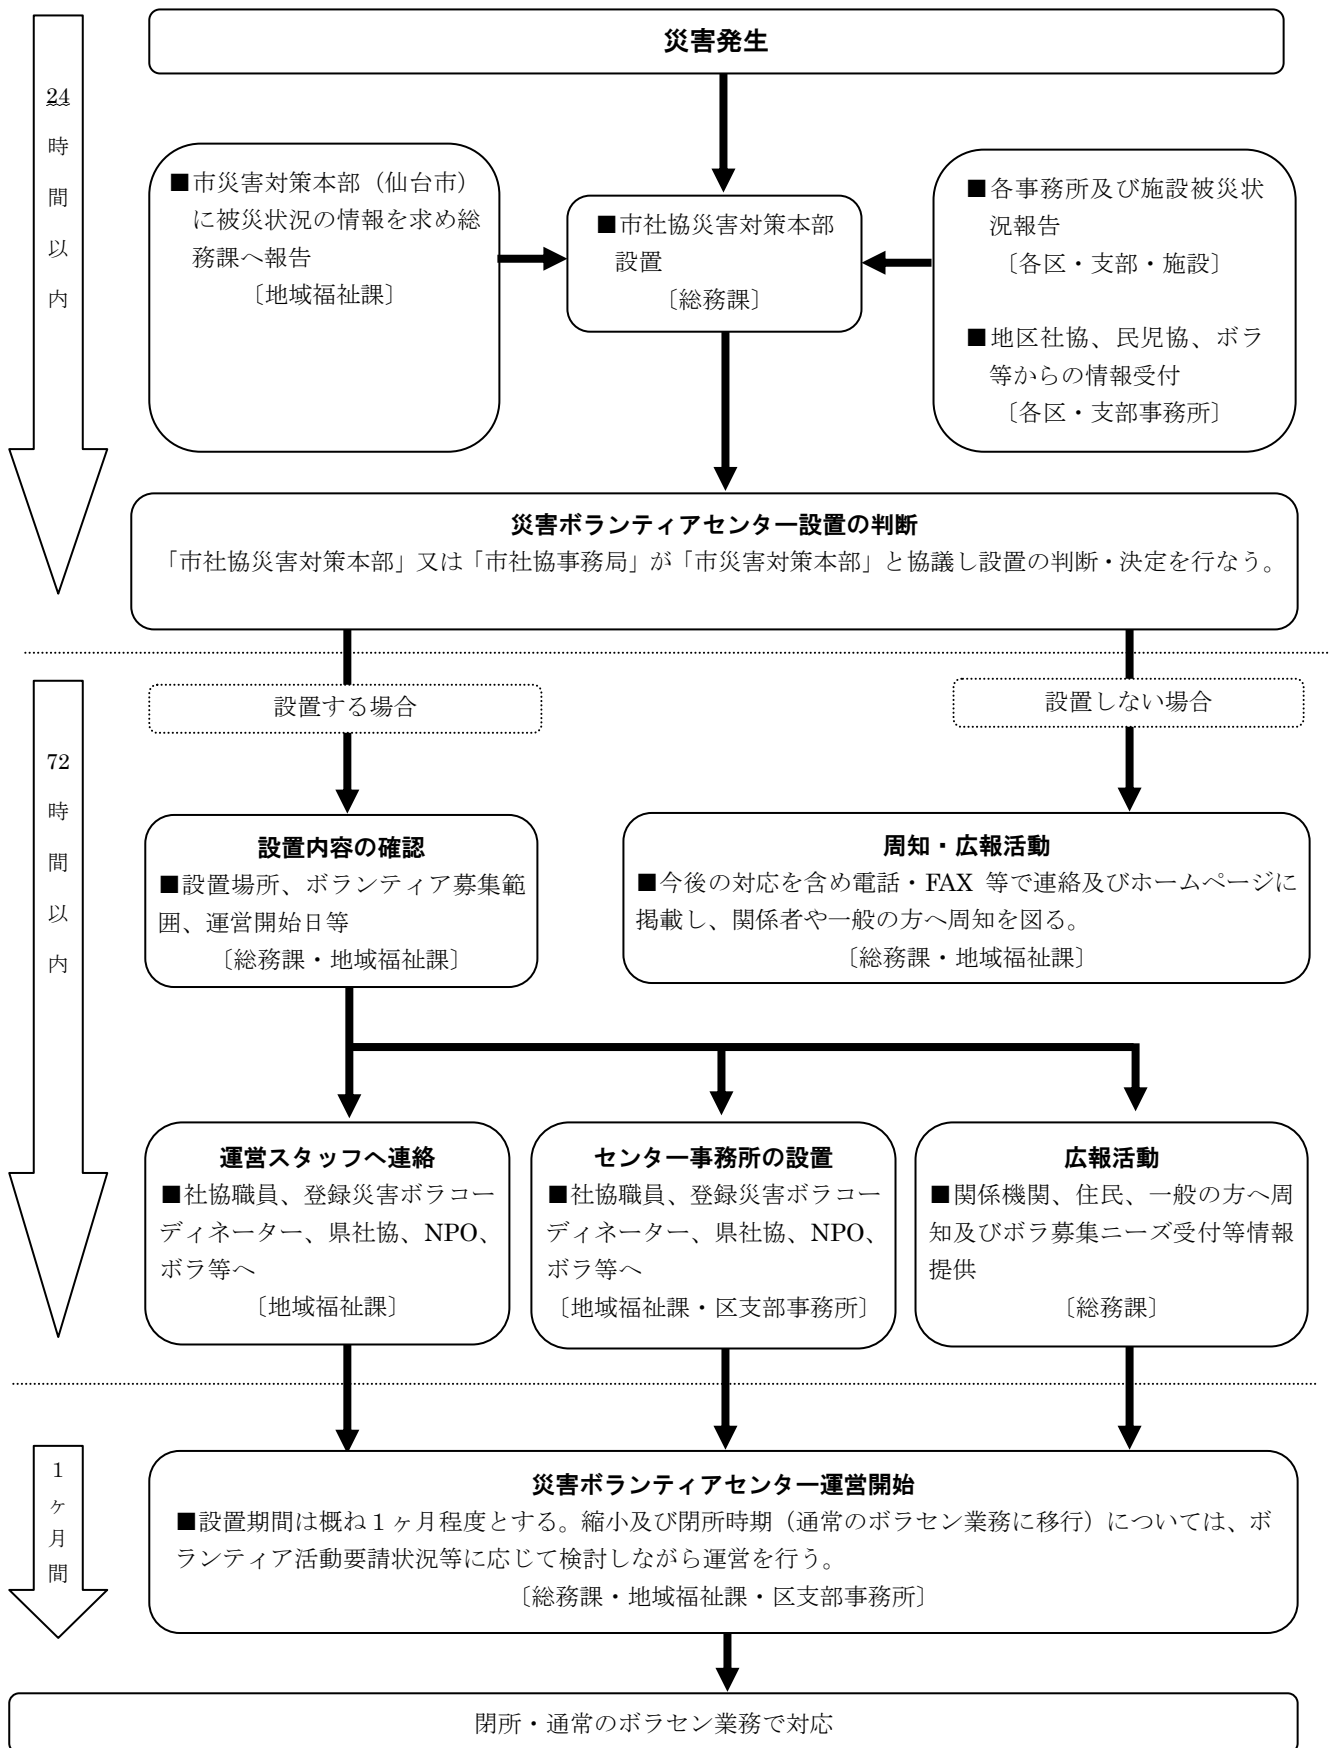 災害発生
24
時
間
以
内
■市災害対策本部（仙台市）
に被災状況の情報を求め総
務課へ報告
〔地域福祉課〕
■市社協災害対策本部
設置
〔総務課〕
■各事務所及び施設被災状
況報告
〔各区・支部・施設〕
■地区社協、民児協、ボラ
等からの情報受付
〔各区・支部事務所〕
災害ボランティアセンター設置の判断
「市社協災害対策本部」又は「市社協事務局」が「市災害対策本部」と協議し設置の判断・決定を行なう。
72
時
間
以
内
設置する場合
設置しない場合
設置内容の確認
■設置場所、ボランティア募集範
囲、運営開始日等
〔総務課・地域福祉課〕
周知・広報活動
■今後の対応を含め電話・FAX 等で連絡及びホームページに
掲載し、関係者や一般の方へ周知を図る。
〔総務課・地域福祉課〕
運営スタッフへ連絡
■社協職員、登録災害ボラコー
ディネーター、県社協、NPO、
ボラ等へ
〔地域福祉課〕
センター事務所の設置
■社協職員、登録災害ボラコー
ディネーター、県社協、NPO、
ボラ等へ
〔地域福祉課・区支部事務所〕
広報活動
■関係機関、住民、一般の方へ周
知及びボラ募集ニーズ受付等情報
提供
〔総務課〕
1
ヶ
月
間
災害ボランティアセンター運営開始
■設置期間は概ね１ヶ月程度とする。縮小及び閉所時期（通常のボラセン業務に移行）については、ボ
ランティア活動要請状況等に応じて検討しながら運営を行う。
〔総務課・地域福祉課・区支部事務所〕
閉所・通常のボラセン業務で対応